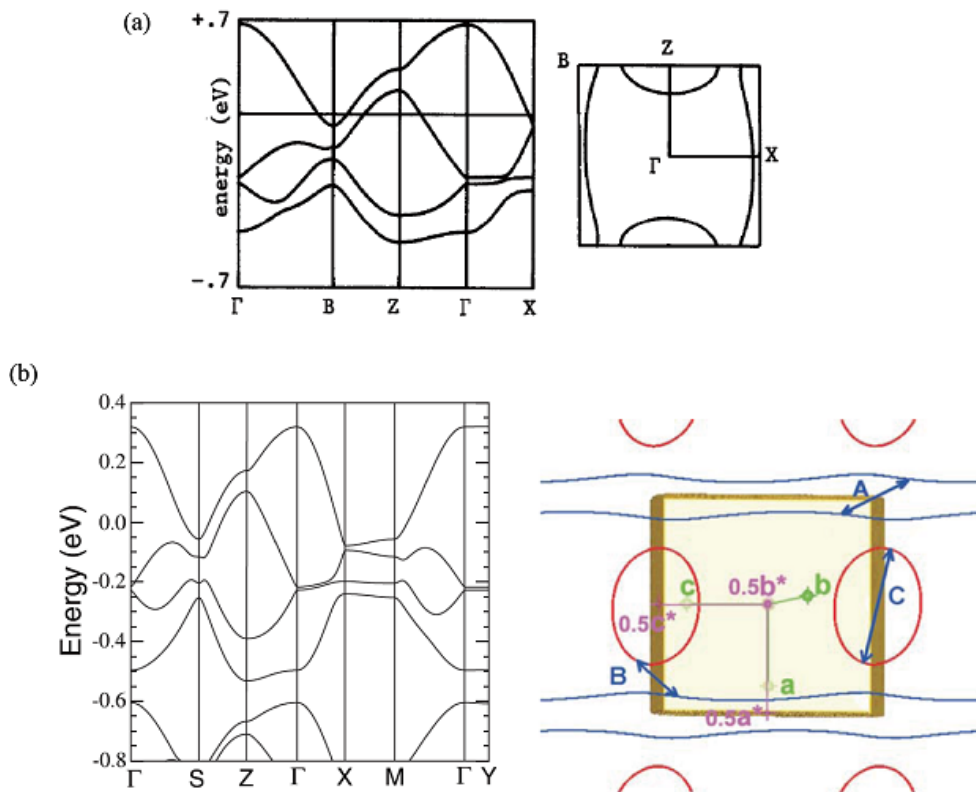 (a)
+.7
energy (eV)
-.7
Γ B Z Γ X
B Z
Γ X
(b)
0.4
0.2
0.0
-0.2
-0.4
-0.6
-0.8
Energy (eV)
Γ S Z Γ X M Γ Y
A
0.5b*
c b
C
0.5c*
B
a
0.5a*